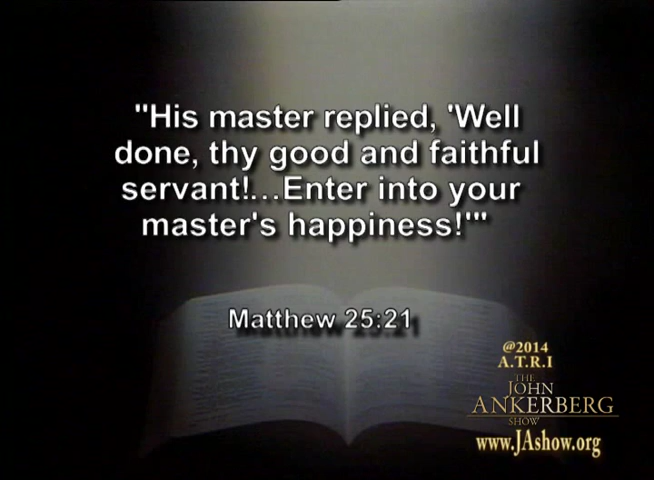 "His master replied, 'Well
done, thy good and faithful
servant!...Enter into your
master's happiness!'"
Matthew 25:21
@2014
A.T.R.I
THE
JOHN
ANKERBERG
SHOW
www.JAshow.org